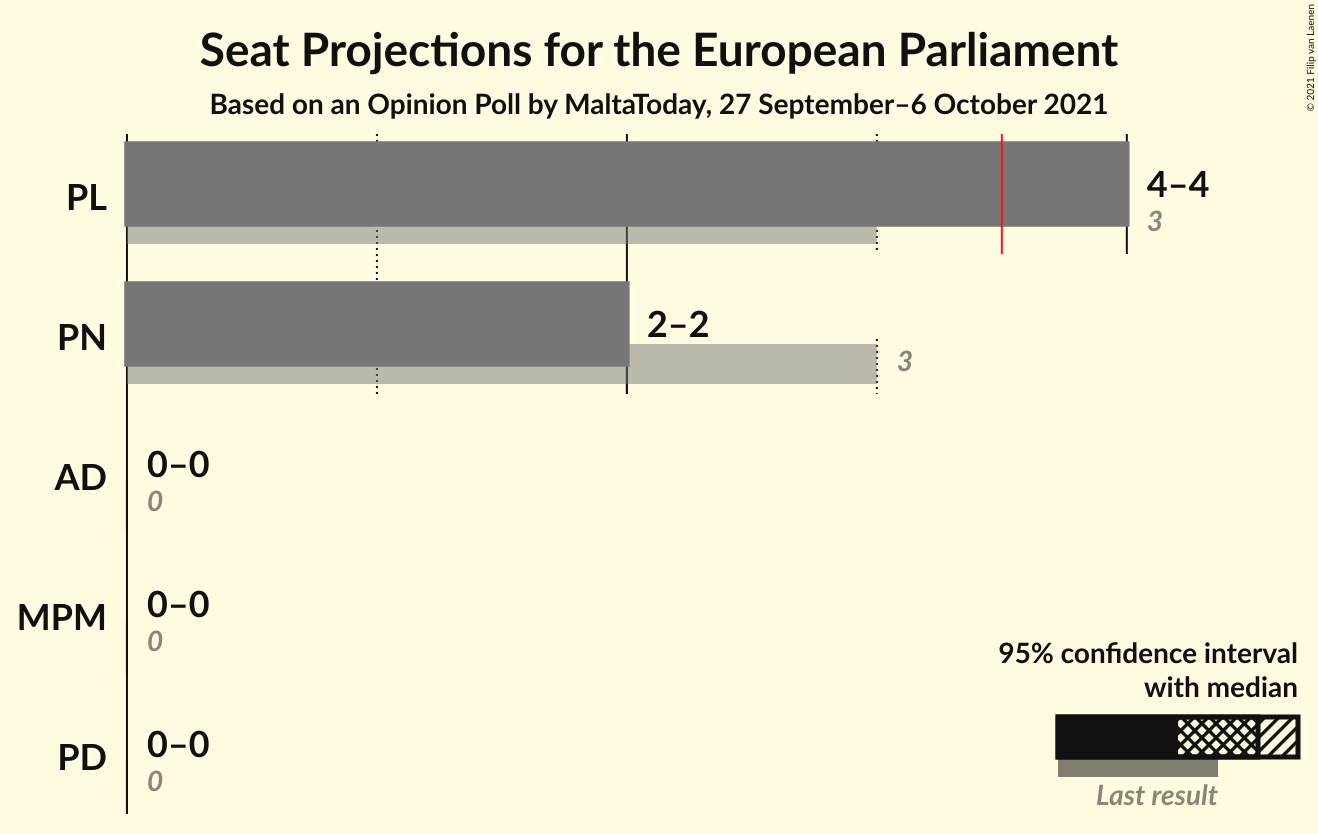 Seat Projections for the European Parliament
Based on an Opinion Poll by MaltaToday, 27 September–6 October 2021
© 2021 Filip van Laenen
PL
4–4
3
PN
2–2
3
AD
0–0
0
MPM
0–0
0
PD
0–0
0
95% confidence interval
with median
Last result